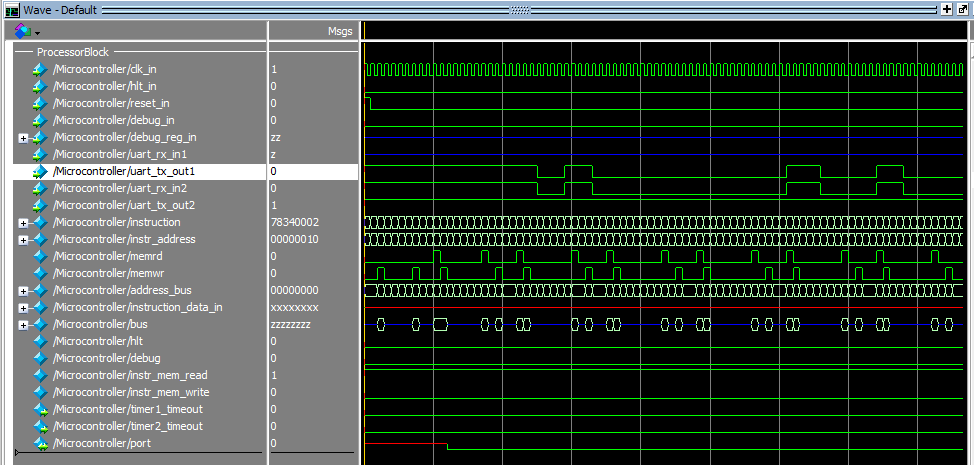 Wave - Default
Msgs
ProcessorBlock
/Microcontroller/clk_in 1
/Microcontroller/hlt_in 0
/Microcontroller/reset_in 0
/Microcontroller/debug_in 0
/Microcontroller/debug_reg_in zz
/Microcontroller/uart_rx_in1 z
/Microcontroller/uart_tx_out1 0
/Microcontroller/uart_rx_in2 0
/Microcontroller/uart_tx_out2 1
/Microcontroller/instruction 78340002
/Microcontroller/instr_address 00000010
/Microcontroller/memrd 0
/Microcontroller/memwr 0
/Microcontroller/address_bus 00000000
/Microcontroller/instruction_data_in xxxxxxxx
/Microcontroller/bus zzzzzzzz
/Microcontroller/hlt 0
/Microcontroller/debug 0
/Microcontroller/instr_mem_read 1
/Microcontroller/instr_mem_write 0
/Microcontroller/timer1_timeout 0
/Microcontroller/timer2_timeout 0
/Microcontroller/port 0